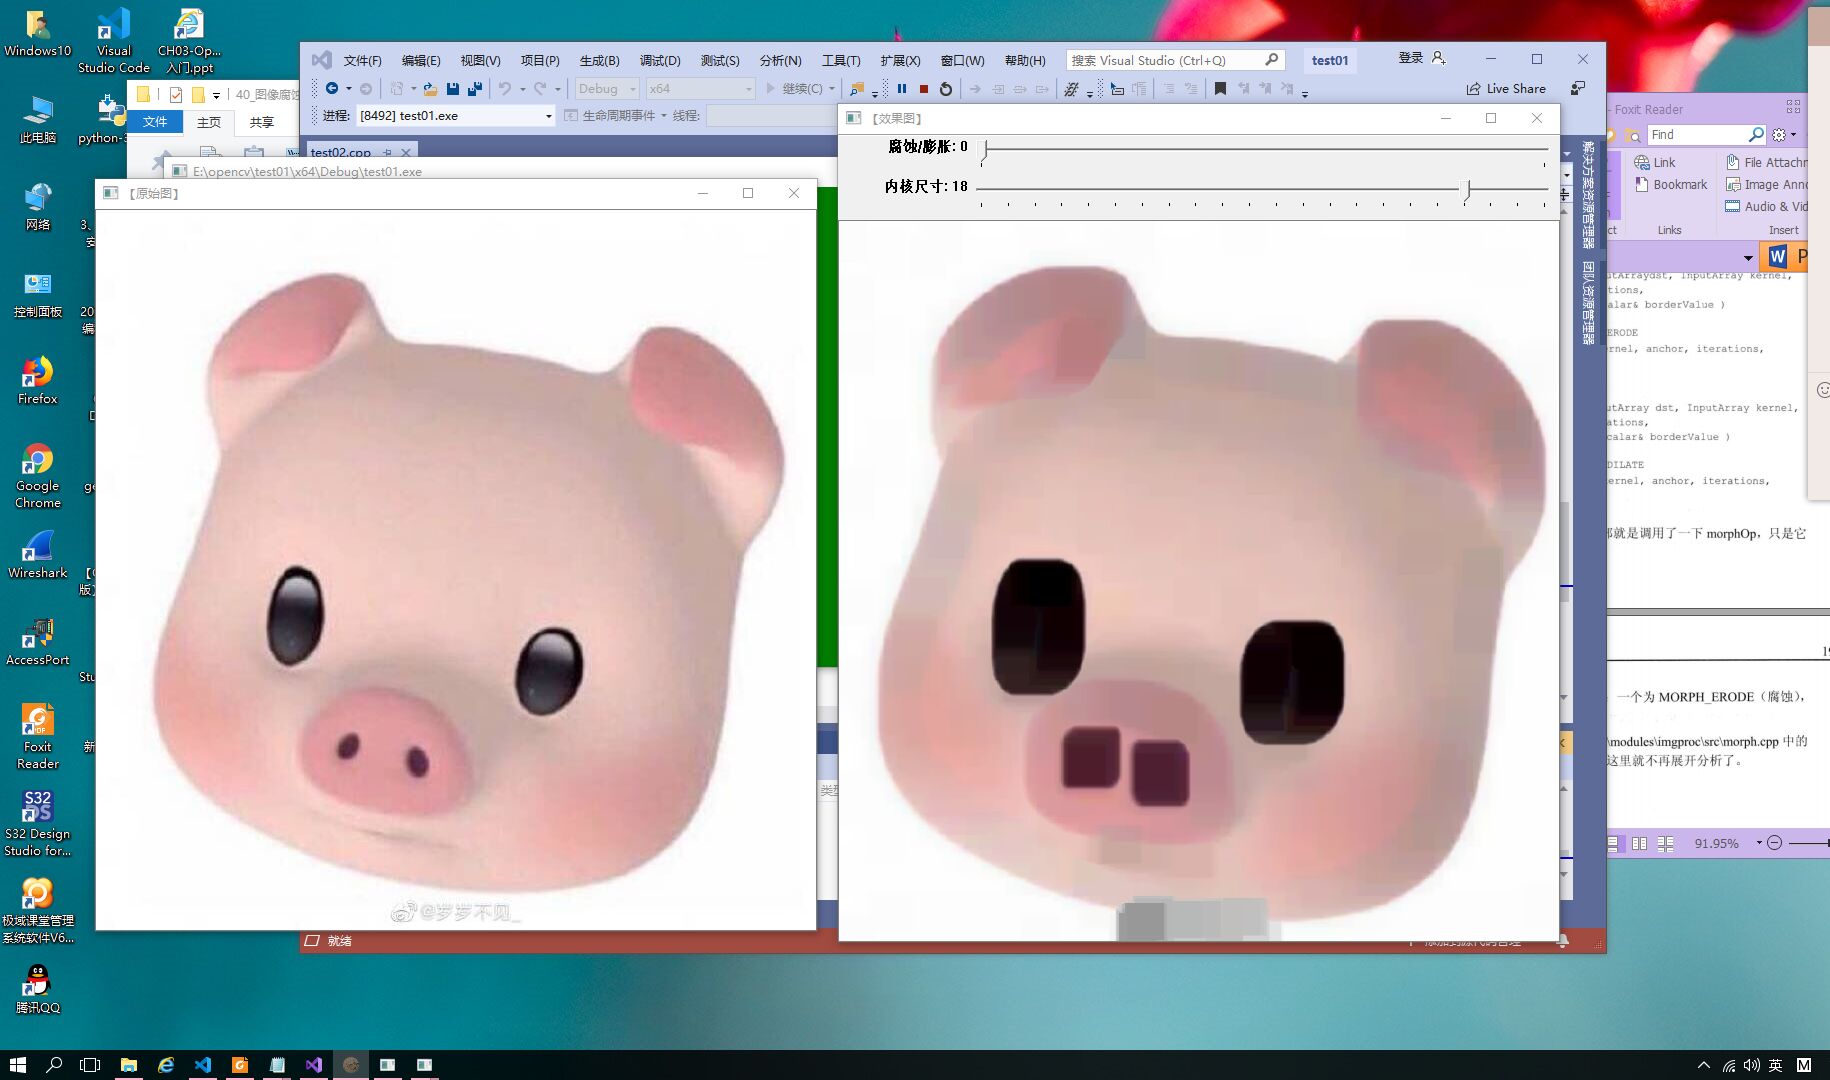 Windows10
Visual
Studio Code
CH03-Op...
入门.ppt
此电脑
python-3
网络
控制面板
Firefox
Google
Chrome
Wireshark
AccessPort
Foxit
Reader
S32 Design
Studio for...
极域课堂管理
系统软件V6...
腾讯QQ
文件(F)
编辑(E)
视图(V)
项目(P)
生成(B)
调试(D)
测试(S)
分析(N)
工具(T)
扩展(X)
窗口(W)
帮助(H)
搜索 Visual Studio (Ctrl+Q)
test01
登录
Debug
x64
继续(C)
Live Share
进程:
[8492] test01.exe
生命周期事件
线程:
40_图像腐蚀
文件
主页
共享
test02.cpp
E:\opencv\test01\x64\Debug\test01.exe
【原始图】
@岁岁不见_
【效果图】
腐蚀/膨胀: 0
内核尺寸: 18
解决方案资源管理器
团队资源管理器
就绪
- Foxit Reader
Find
Link
Bookmark
Links
File Attachm
Image Anno
Audio & Vid
Insert
utArraydst, InputArray kernel,
tions,
alar& borderValue )
ERODE
rnel, anchor, iterations,
utArray dst, InputArray kernel,
ations,
calar& borderValue )
DILATE
ernel, anchor, iterations,
部就是调用了一下 morphOp，只是它
一个为 MORPH_ERODE（腐蚀），
\modules\imgproc\src\morph.cpp 中的
这里就不再展开分析了。
91.95%
英
M